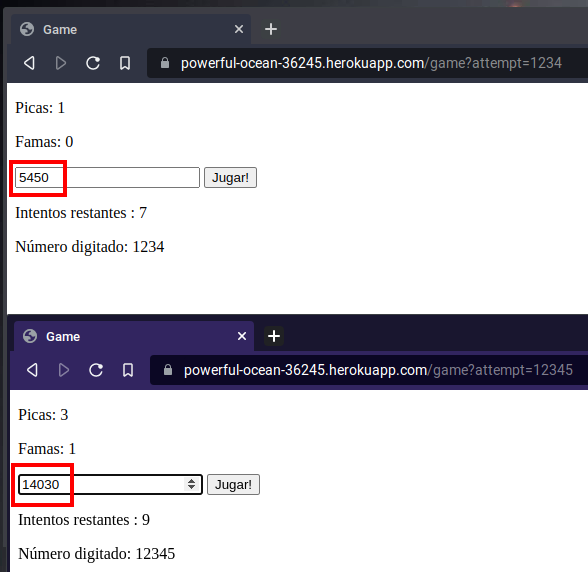 Game
powerful-ocean-36245.herokuapp.com/game?attempt=1234
Picas: 1
Famas: 0
5450 Jugar!
Intentos restantes : 7
Número digitado: 1234
Game
powerful-ocean-36245.herokuapp.com/game?attempt=12345
Picas: 3
Famas: 1
14030 Jugar!
Intentos restantes : 9
Número digitado: 12345